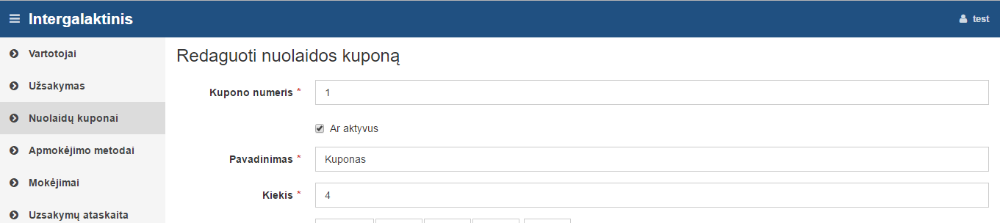 Intergalaktinis
test
Vartotojai
Užsakymas
Nuolaidų kuponai
Apmokėjimo metodai
Mokėjimai
Uzsakymų ataskaita
Redaguoti nuolaidos kuponą
Kupono numeris *
1
Ar aktyvus
Pavadinimas *
Kuponas
Kiekis *
4